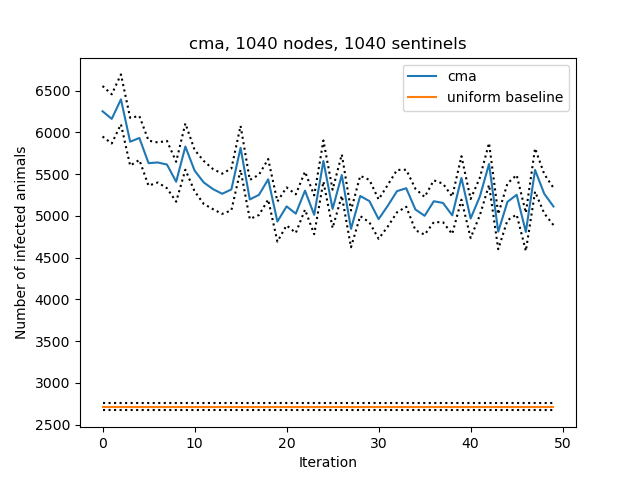 cma, 1040 nodes, 1040 sentinels
cma
uniform baseline
Number of infected animals
6500
6000
5500
5000
4500
4000
3500
3000
2500
0 10 20 30 40 50
Iteration